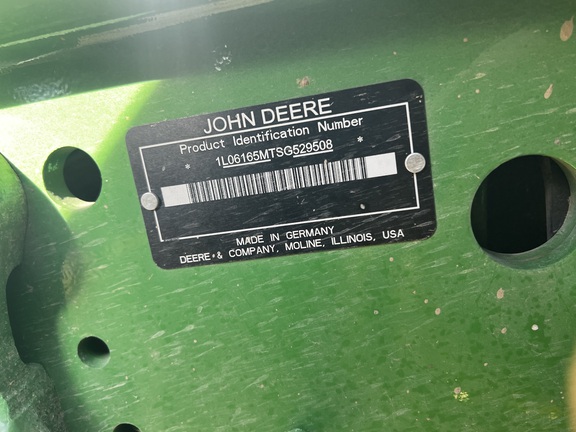 JOHN DEERE
Product Identification Number
* 1L06165MTSG529508 *
MADE IN GERMANY
DEERE & COMPANY, MOLINE, ILLINOIS, USA